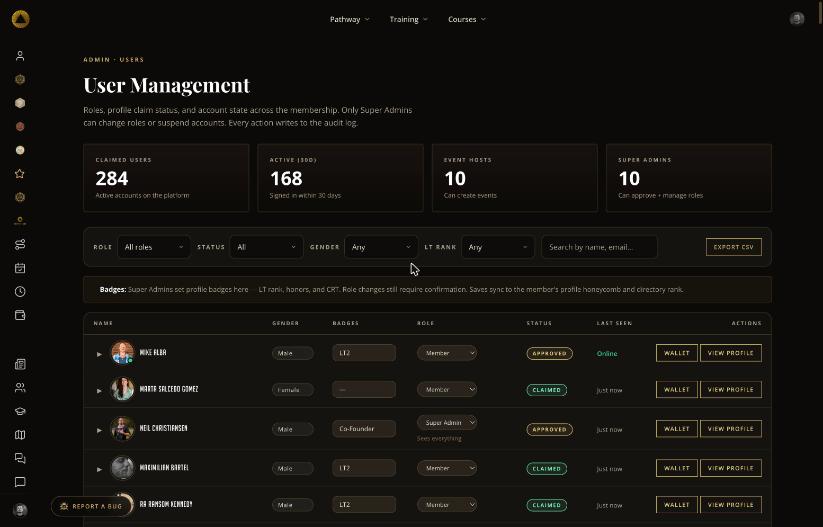 Pathway Training Courses
ADMIN · USERS
User Management
Roles, profile claim status, and account state across the membership. Only Super Admins
can change roles or suspend accounts. Every action writes to the audit log.
CLAIMED USERS
284
Active accounts on the platform
ACTIVE (30D)
168
Signed in within 30 days
EVENT HOSTS
10
Can create events
SUPER ADMINS
10
Can approve + manage roles
ROLE All roles STATUS All GENDER Any LT RANK Any Search by name, email... EXPORT CSV
Badges: Super Admins set profile badges here — LT rank, honors, and CRT. Role changes still require confirmation. Saves sync to the member's profile honeycomb and directory rank.
NAME GENDER BADGES ROLE STATUS LAST SEEN ACTIONS
MIKE ALBA Male LT2 Member APPROVED Online WALLET VIEW PROFILE
MARTA SALCEDO GOMEZ Female — Member CLAIMED Just now WALLET VIEW PROFILE
NEIL CHRISTIANSEN Male Co-Founder Super Admin APPROVED Just now WALLET VIEW PROFILE
Sees everything
MAXIMILIAN BARTEL Male LT2 Member CLAIMED Just now WALLET VIEW PROFILE
RA RANSOM KENNEDY Male LT2 Member CLAIMED Just now WALLET VIEW PROFILE
REPORT A BUG